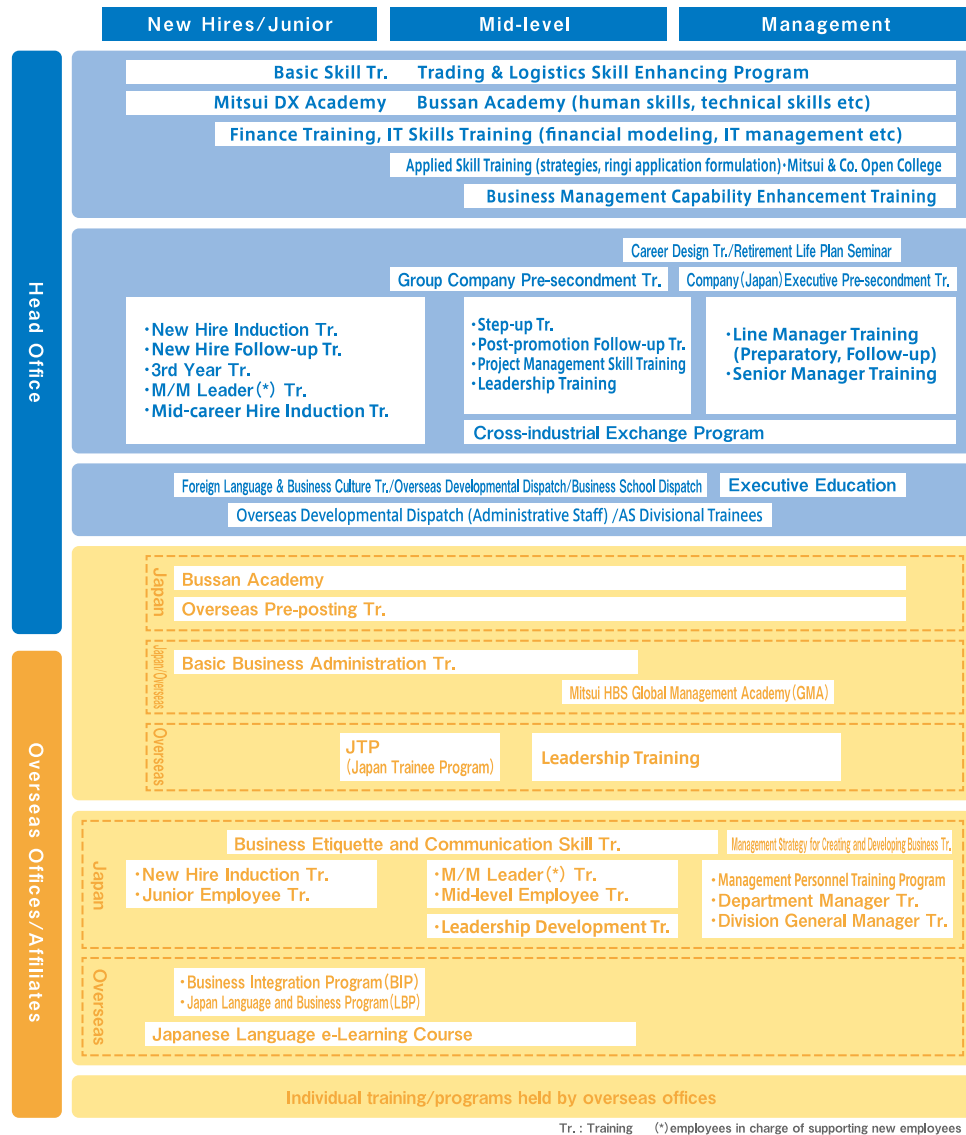 New Hires/Junior
Mid-level
Management
Head Office
Basic Skill Tr. Trading & Logistics Skill Enhancing Program
Mitsui DX Academy Bussan Academy (human skills, technical skills etc)
Finance Training, IT Skills Training (financial modeling, IT management etc)
Applied Skill Training (strategies, ringi application formulation)・Mitsui & Co. Open College
Business Management Capability Enhancement Training
Career Design Tr./Retirement Life Plan Seminar
Group Company Pre-secondment Tr.
Company(Japan)Executive Pre-secondment Tr.
・New Hire Induction Tr.
・New Hire Follow-up Tr.
・3rd Year Tr.
・M/M Leader(*) Tr.
・Mid-career Hire Induction Tr.
・Step-up Tr.
・Post-promotion Follow-up Tr.
・Project Management Skill Training
・Leadership Training
・Line Manager Training
(Preparatory, Follow-up)
・Senior Manager Training
Cross-industrial Exchange Program
Foreign Language & Business Culture Tr./Overseas Developmental Dispatch/Business School Dispatch
Executive Education
Overseas Developmental Dispatch (Administrative Staff) /AS Divisional Trainees
Overseas Offices/Affiliates
Japan
Bussan Academy
Overseas Pre-posting Tr.
Japan/Overseas
Basic Business Administration Tr.
Mitsui HBS Global Management Academy(GMA)
Overseas
JTP
(Japan Trainee Program)
Leadership Training
Japan
Business Etiquette and Communication Skill Tr.
Management Strategy for Creating and Developing Business Tr.
・New Hire Induction Tr.
・Junior Employee Tr.
・M/M Leader(*) Tr.
・Mid-level Employee Tr.
・Leadership Development Tr.
・Management Personnel Training Program
・Department Manager Tr.
・Division General Manager Tr.
Overseas
・Business Integration Program(BIP)
・Japan Language and Business Program(LBP)
Japanese Language e-Learning Course
Individual training/programs held by overseas offices
Tr. : Training (*)employees in charge of supporting new employees